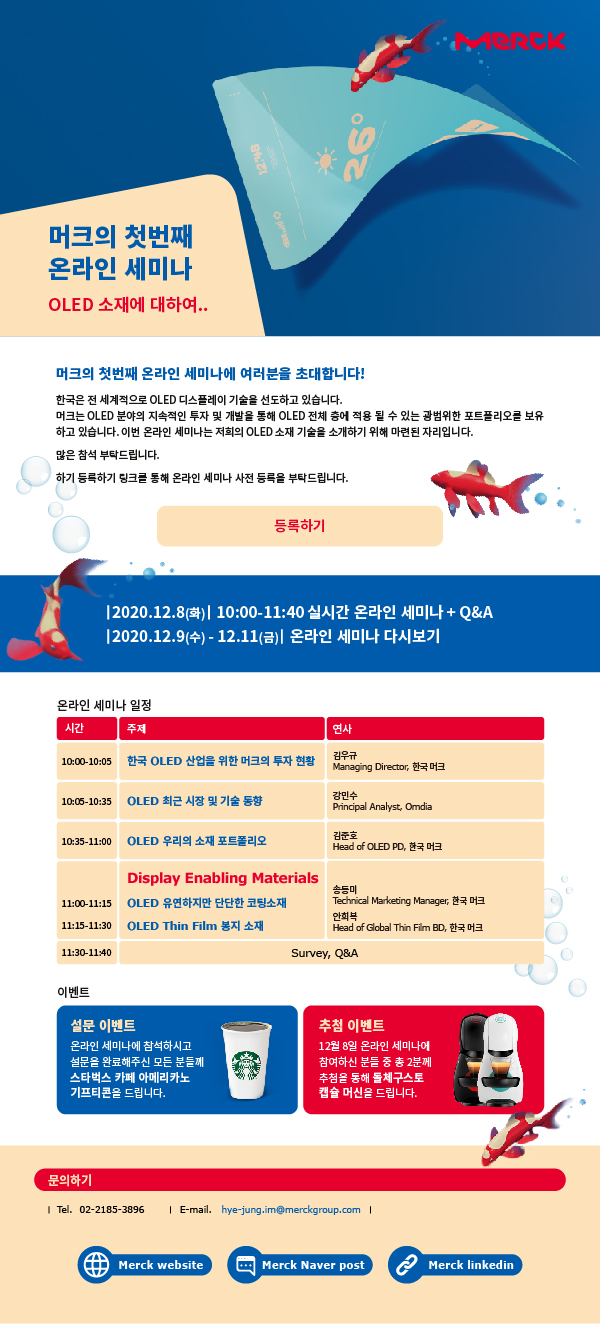 MERCK
26°
12:48
머크의 첫번째
온라인 세미나
OLED 소재에 대하여..
머크의 첫번째 온라인 세미나에 여러분을 초대합니다!
한국은 전 세계적으로 OLED 디스플레이 기술을 선도하고 있습니다.
머크는 OLED 분야의 지속적인 투자 및 개발을 통해 OLED 전체 층에 적용 될 수 있는 광범위한 포트폴리오를 보유
하고 있습니다. 이번 온라인 세미나는 저희의 OLED 소재 기술을 소개하기 위해 마련된 자리입니다.
많은 참석 부탁드립니다.
하기 등록하기 링크를 통해 온라인 세미나 사전 등록을 부탁드립니다.
등록하기
|2020.12.8(화)| 10:00-11:40 실시간 온라인 세미나 + Q&A
|2020.12.9(수) - 12.11(금)| 온라인 세미나 다시보기
온라인 세미나 일정
시간 주제 연사
10:00-10:05 한국 OLED 산업을 위한 머크의 투자 현황 김우규
Managing Director, 한국 머크
10:05-10:35 OLED 최근 시장 및 기술 동향 강민수
Principal Analyst, Omdia
10:35-11:00 OLED 우리의 소재 포트폴리오 김준호
Head of OLED PD, 한국 머크
Display Enabling Materials
11:00-11:15 OLED 유연하지만 단단한 코팅소재 송동미
Technical Marketing Manager, 한국 머크
11:15-11:30 OLED Thin Film 봉지 소재 안희복
Head of Global Thin Film BD, 한국 머크
11:30-11:40 Survey, Q&A
이벤트
설문 이벤트
온라인 세미나에 참석하시고
설문을 완료해주신 모든 분들께
스타벅스 카페 아메리카노
기프티콘을 드립니다.
추첨 이벤트
12월 8일 온라인 세미나에
참여하신 분들 중 총 2분께
추첨을 통해 돌체구스토
캡슐 머신을 드립니다.
문의하기
| Tel. 02-2185-3896 | E-mail. hye-jung.im@merckgroup.com |
Merck website Merck Naver post Merck linkedin